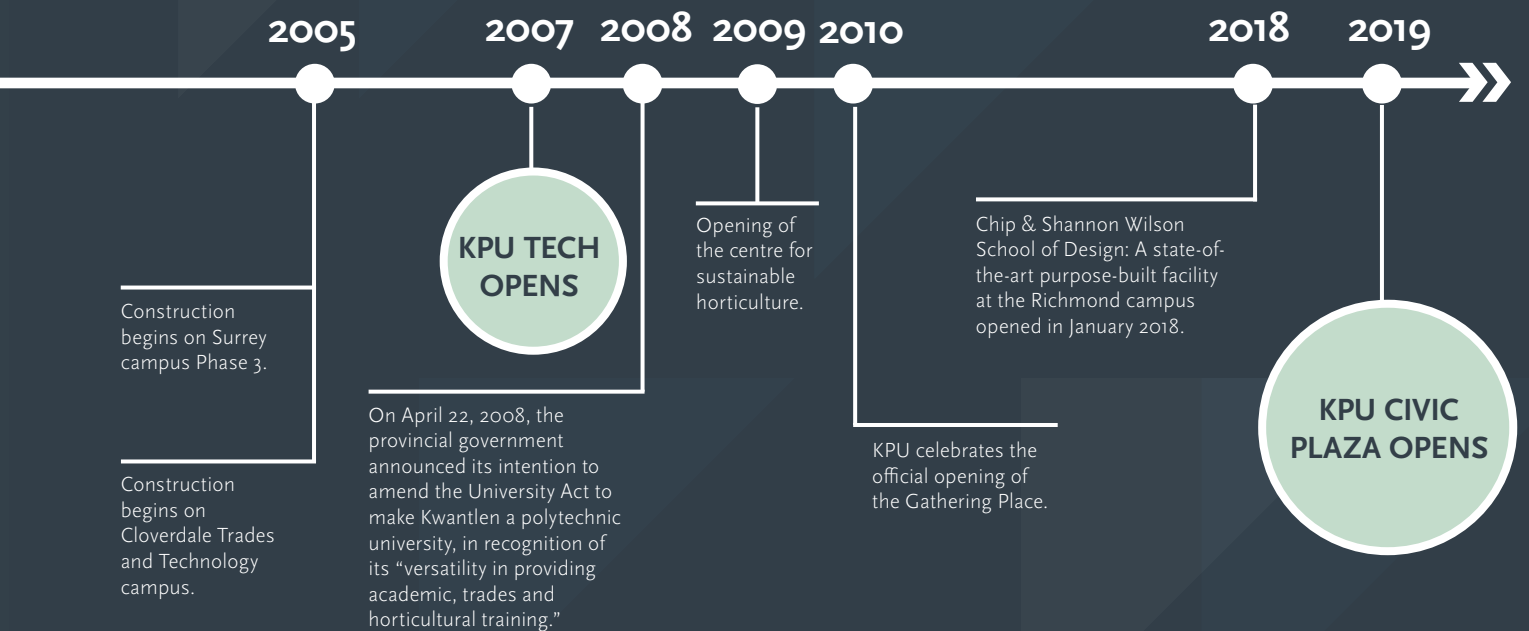 2005
2007
2008
2009
2010
2018
2019
Construction
begins on Surrey
campus Phase 3.
Construction
begins on
Cloverdale Trades
and Technology
campus.
KPU TECH
OPENS
On April 22, 2008, the
provincial government
announced its intention to
amend the University Act to
make Kwantlen a polytechnic
university, in recognition of
its “versatility in providing
academic, trades and
horticultural training.”
Opening of
the centre for
sustainable
horticulture.
KPU celebrates the
official opening of
the Gathering Place.
Chip & Shannon Wilson
School of Design: A state-of-
the-art purpose-built facility
at the Richmond campus
opened in January 2018.
KPU CIVIC
PLAZA OPENS